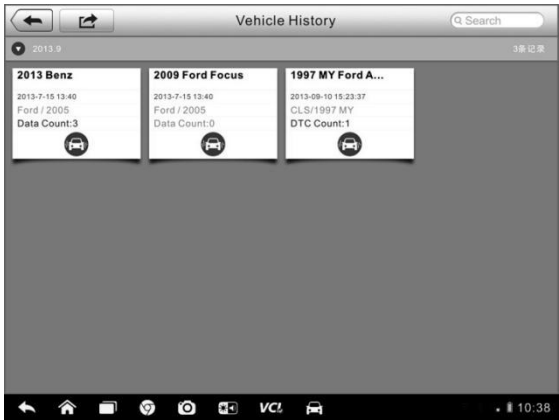 Vehicle History
Search
2013.9
3条记录
2013 Benz
2013-7-15 13:40
Ford / 2005
Data Count:3
2009 Ford Focus
2013-7-15 13:40
Ford / 2005
Data Count:0
1997 MY Ford A...
2013-09-10 15:23:37
CLS/1997 MY
DTC Count:1
VCI
10:38